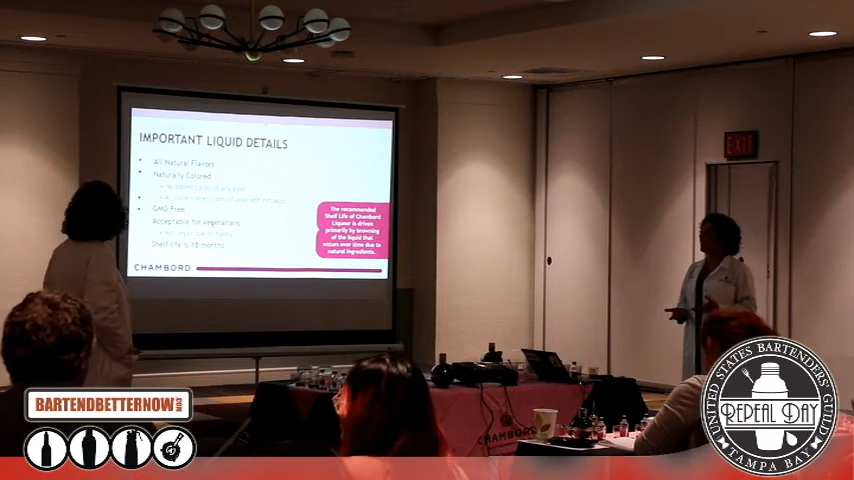 EXIT
IMPORTANT LIQUID DETAILS
• All Natural Flavors
• Naturally Colored
• GMO Free
Acceptable for Vegetarians
Shelf life is 18 months
The recommended
Shelf Life of Chambord
Liqueur is driven
primarily by browning
of the liquid that
occurs over time due to
natural ingredients.
CHAMBORD
CHAMBORD
BARTENDBETTERNOW.COM
UNITED STATES BARTENDERS' GUILD
REPEAL DAY
TAMPA BAY